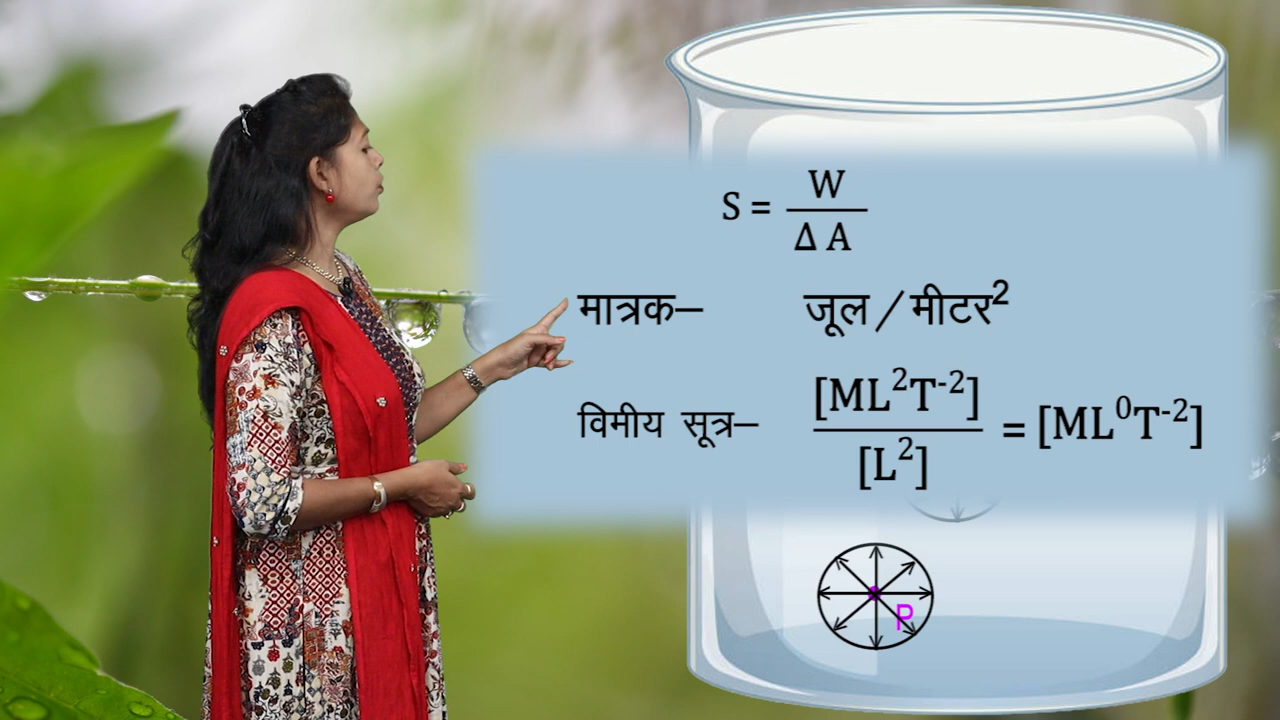 S = W / Δ A
मात्रक– जूल / मीटर²
विमीय सूत्र– [ML²T⁻²] / [L²] = [ML⁰T⁻²]
P